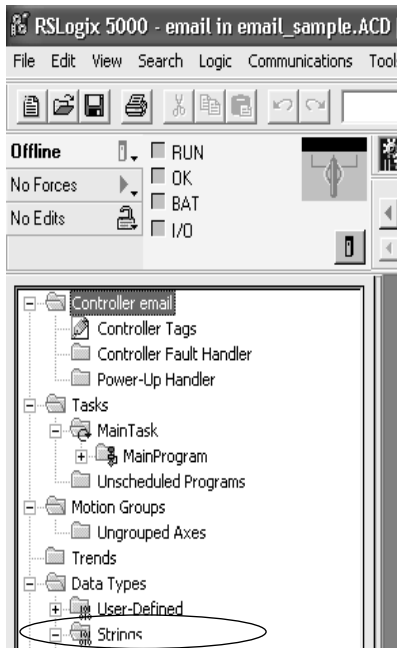 RSLogix 5000 - email in email_sample.ACD
File Edit View Search Logic Communications Tool
Offline
RUN
No Forces
OK
No Edits
BAT
I/O
Controller email
Controller Tags
Controller Fault Handler
Power-Up Handler
Tasks
MainTask
MainProgram
Unscheduled Programs
Motion Groups
Ungrouped Axes
Trends
Data Types
User-Defined
Strings